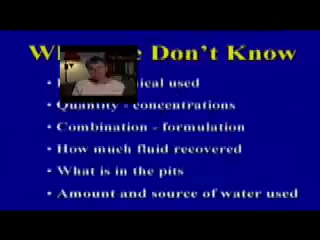 Don't Know
• ical used
• Quantity - concentrations
• Combination - formulation
• How much fluid recovered
• What is in the pits
• Amount and source of water used